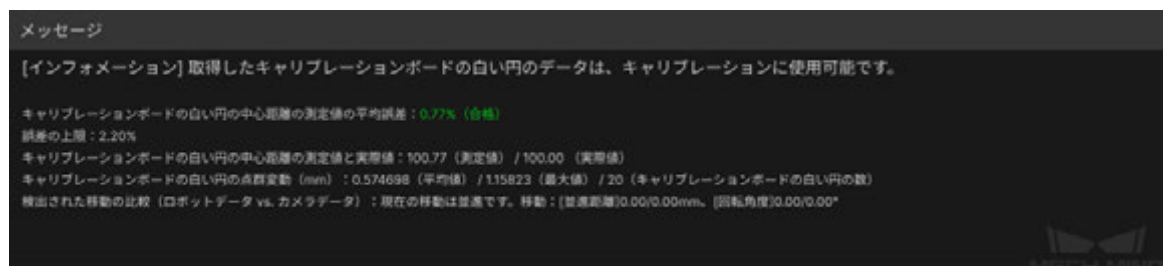 メッセージ
[インフォメーション] 取得したキャリブレーションボードの白い円のデータは、キャリブレーションに使用可能です。
キャリブレーションボードの白い円の中心距離の測定値の平均誤差：0.77%（合格）
誤差の上限：2.20%
キャリブレーションボードの白い円の中心距離の測定値と実際値：100.77（測定値） / 100.00 （実際値）
キャリブレーションボードの白い円の点群変動（mm）：0.574698（平均値） / 1.15823（最大値） / 20（キャリブレーションボードの白い円の数）
検出された移動の比較（ロボットデータ vs. カメラデータ）：現在の移動は並進です。移動：[並進距離]0.00/0.00mm。[回転角度]0.00/0.00°